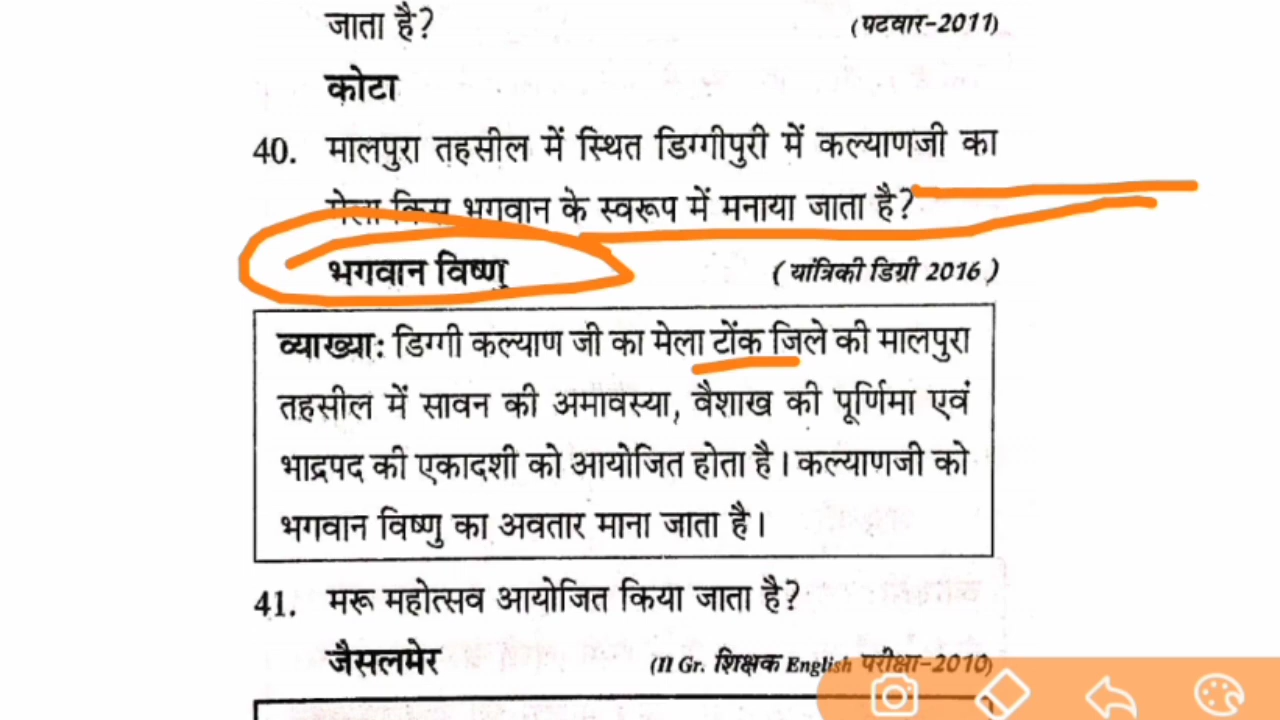 जाता है?
(पटवार-2011)
कोटा
40. मालपुरा तहसील में स्थित डिग्गीपुरी में कल्याणजी का
मेला किस भगवान के स्वरूप में मनाया जाता है?
भगवान विष्णु
( यांत्रिकी डिग्री 2016 )
व्याख्याः डिग्गी कल्याण जी का मेला टोंक जिले की मालपुरा
तहसील में सावन की अमावस्या, वैशाख की पूर्णिमा एवं
भाद्रपद की एकादशी को आयोजित होता है। कल्याणजी को
भगवान विष्णु का अवतार माना जाता है।
41. मरू महोत्सव आयोजित किया जाता है?
जैसलमेर
(II Gr. शिक्षक English परीक्षा-2010)